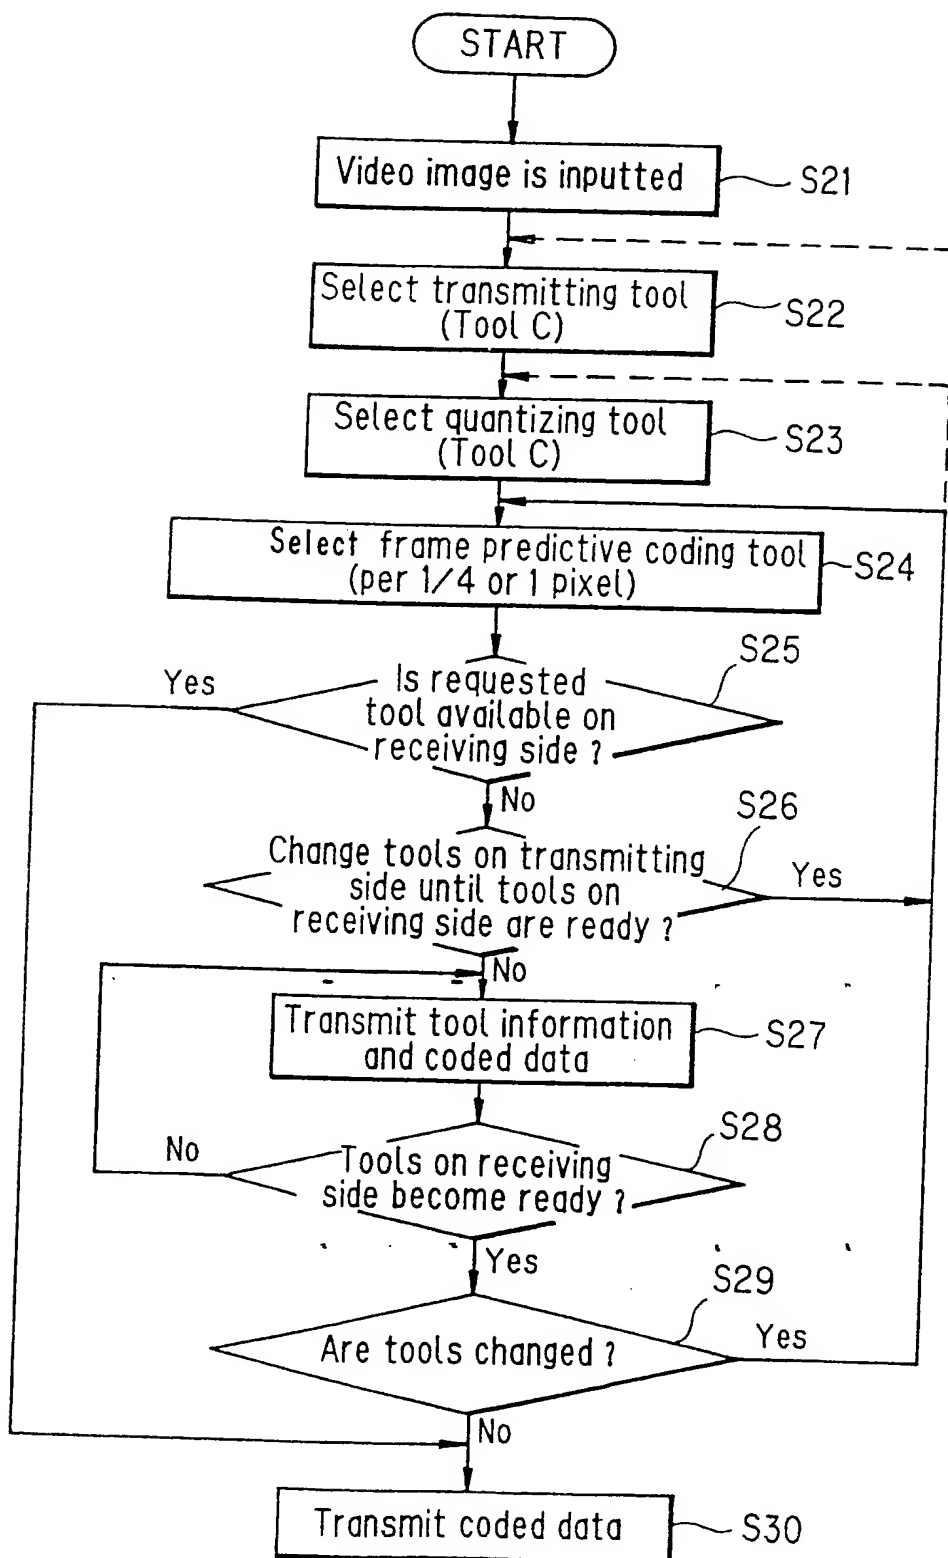 START
Video image is inputted
S21
Select transmitting tool
(Tool C)
S22
Select quantizing tool
(Tool C)
S23
Select frame predictive coding tool
(per 1/4 or 1 pixel)
S24
S25
Yes
Is requested
tool available on
receiving side ?
No
S26
Change tools on transmitting
side until tools on
receiving side are ready ?
Yes
No
Transmit tool information
and coded data
S27
S28
No
Tools on receiving
side become ready ?
Yes
S29
Are tools changed ?
Yes
No
Transmit coded data
S30